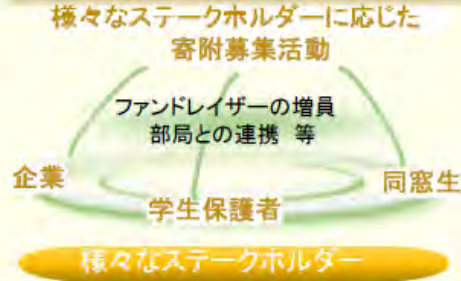 様々なステークホルダーに応じた
寄附募集活動
ファンドレイザーの増員
部局との連携 等
企業
同窓生
学生保護者
様々なステークホルダー